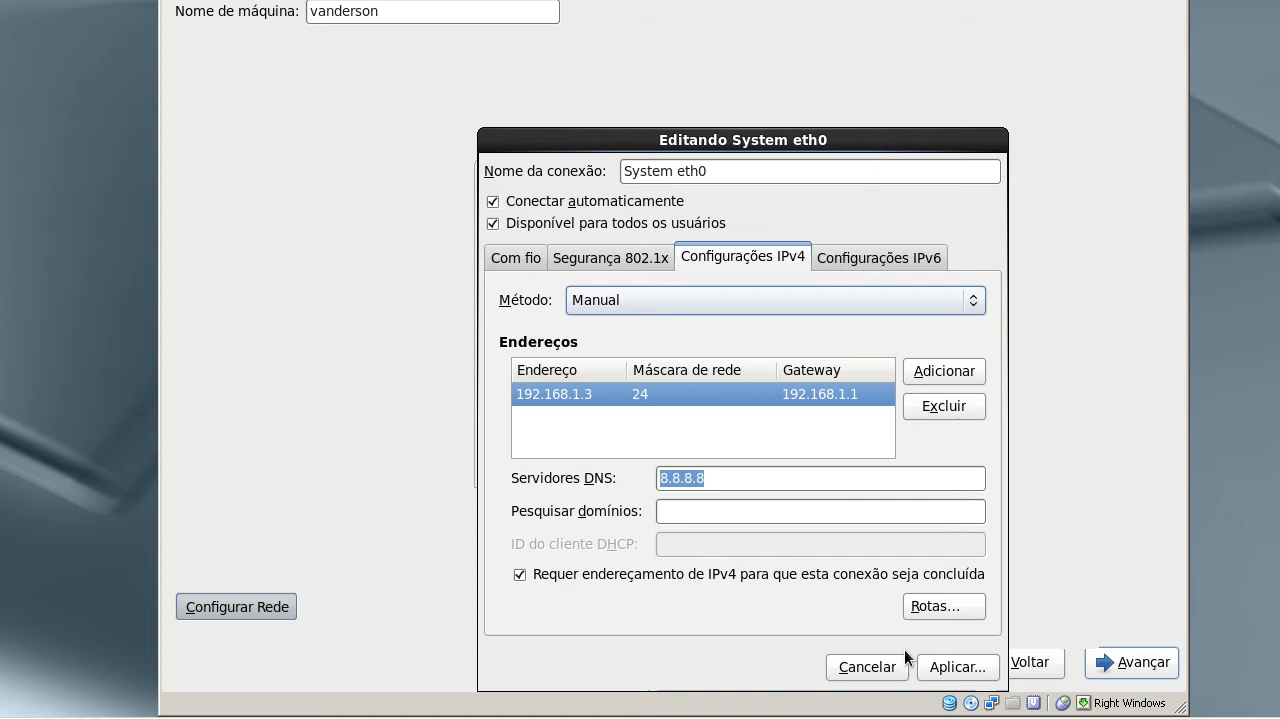 Nome de máquina: vanderson
Editando System eth0
Nome da conexão: System eth0
Conectar automaticamente
Disponível para todos os usuários
Com fio Segurança 802.1x Configurações IPv4 Configurações IPv6
Método: Manual
Endereços
Endereço Máscara de rede Gateway Adicionar
192.168.1.3 24 192.168.1.1
Excluir
Servidores DNS: 8.8.8.8
Pesquisar domínios:
ID do cliente DHCP:
Requer endereçamento de IPv4 para que esta conexão seja concluída
Configurar Rede Rotas...
Cancelar Aplicar... Voltar Avançar
Right Windows